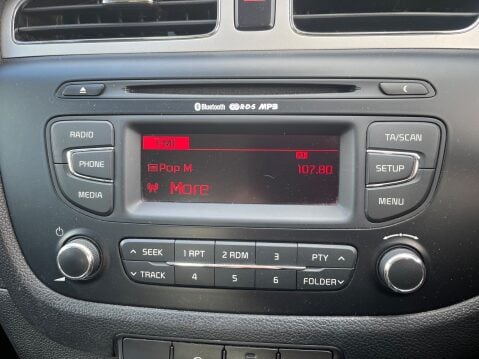 Bluetooth R·D·S MP3
RADIO
PHONE
MEDIA
TA/SCAN
SETUP
MENU
Pop M 107.80
More
SEEK 1 RPT 2 RDM 3 PTY
TRACK 4 5 6 FOLDER